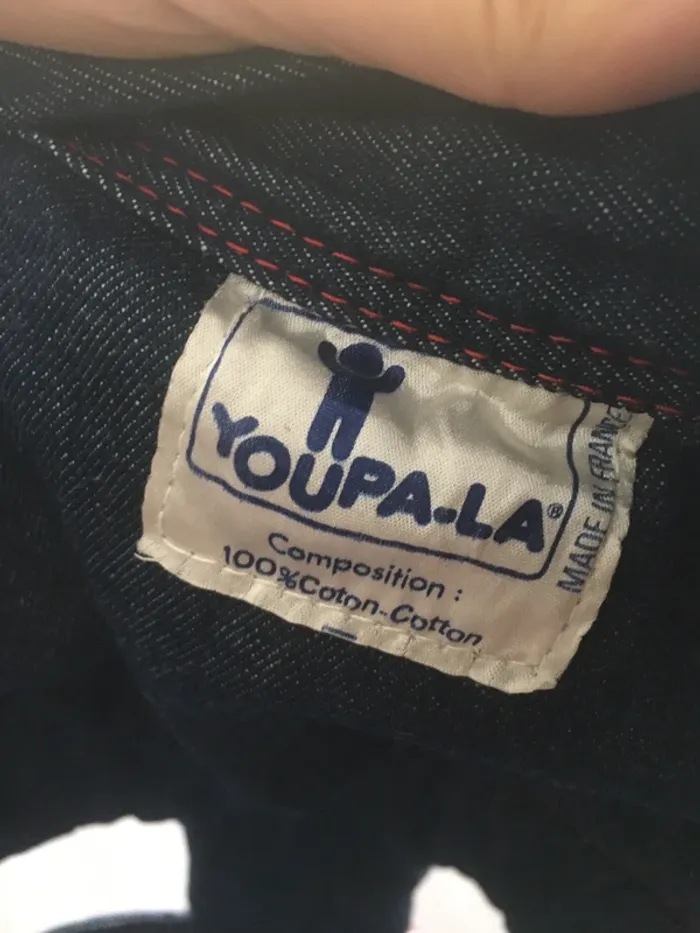 YOUPA-LA®
Composition :
100%Coton-Cotton
MADE IN FRANCE